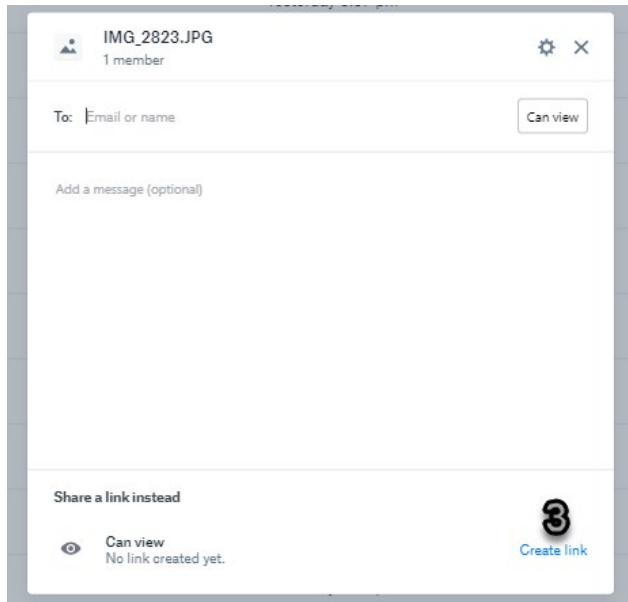 IMG_2823.JPG
1 member
To: Email or name
Can view
Add a message (optional)
Share a link instead
3
Can view
No link created yet.
Create link